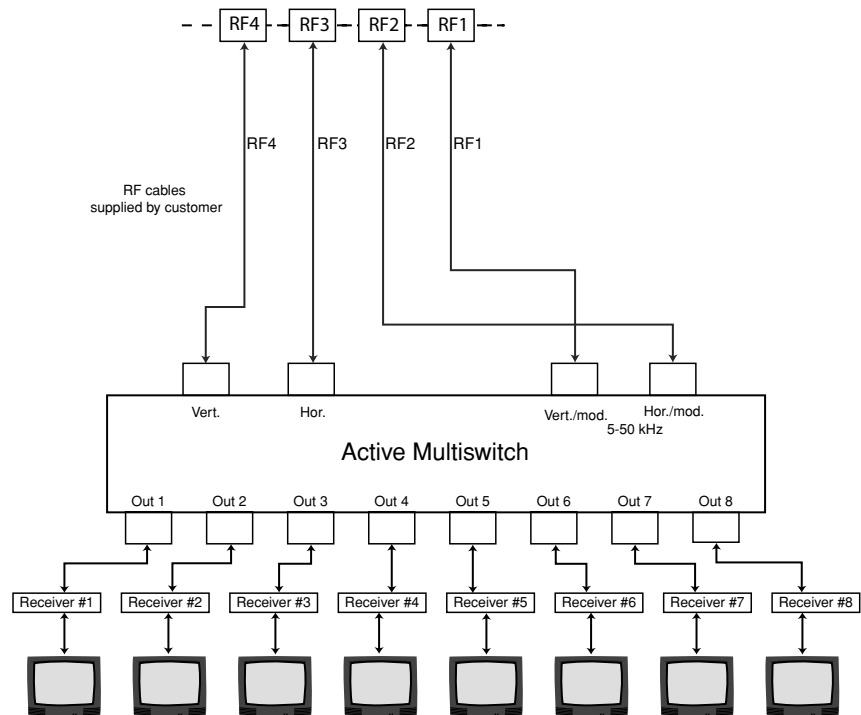 RF4 RF3 RF2 RF1
RF4 RF3 RF2 RF1
RF cables
supplied by customer
Vert. Hor. Vert./mod. Hor./mod.
5-50 kHz
Active Multiswitch
Out 1 Out 2 Out 3 Out 4 Out 5 Out 6 Out 7 Out 8
Receiver #1 Receiver #2 Receiver #3 Receiver #4 Receiver #5 Receiver #6 Receiver #7 Receiver #8